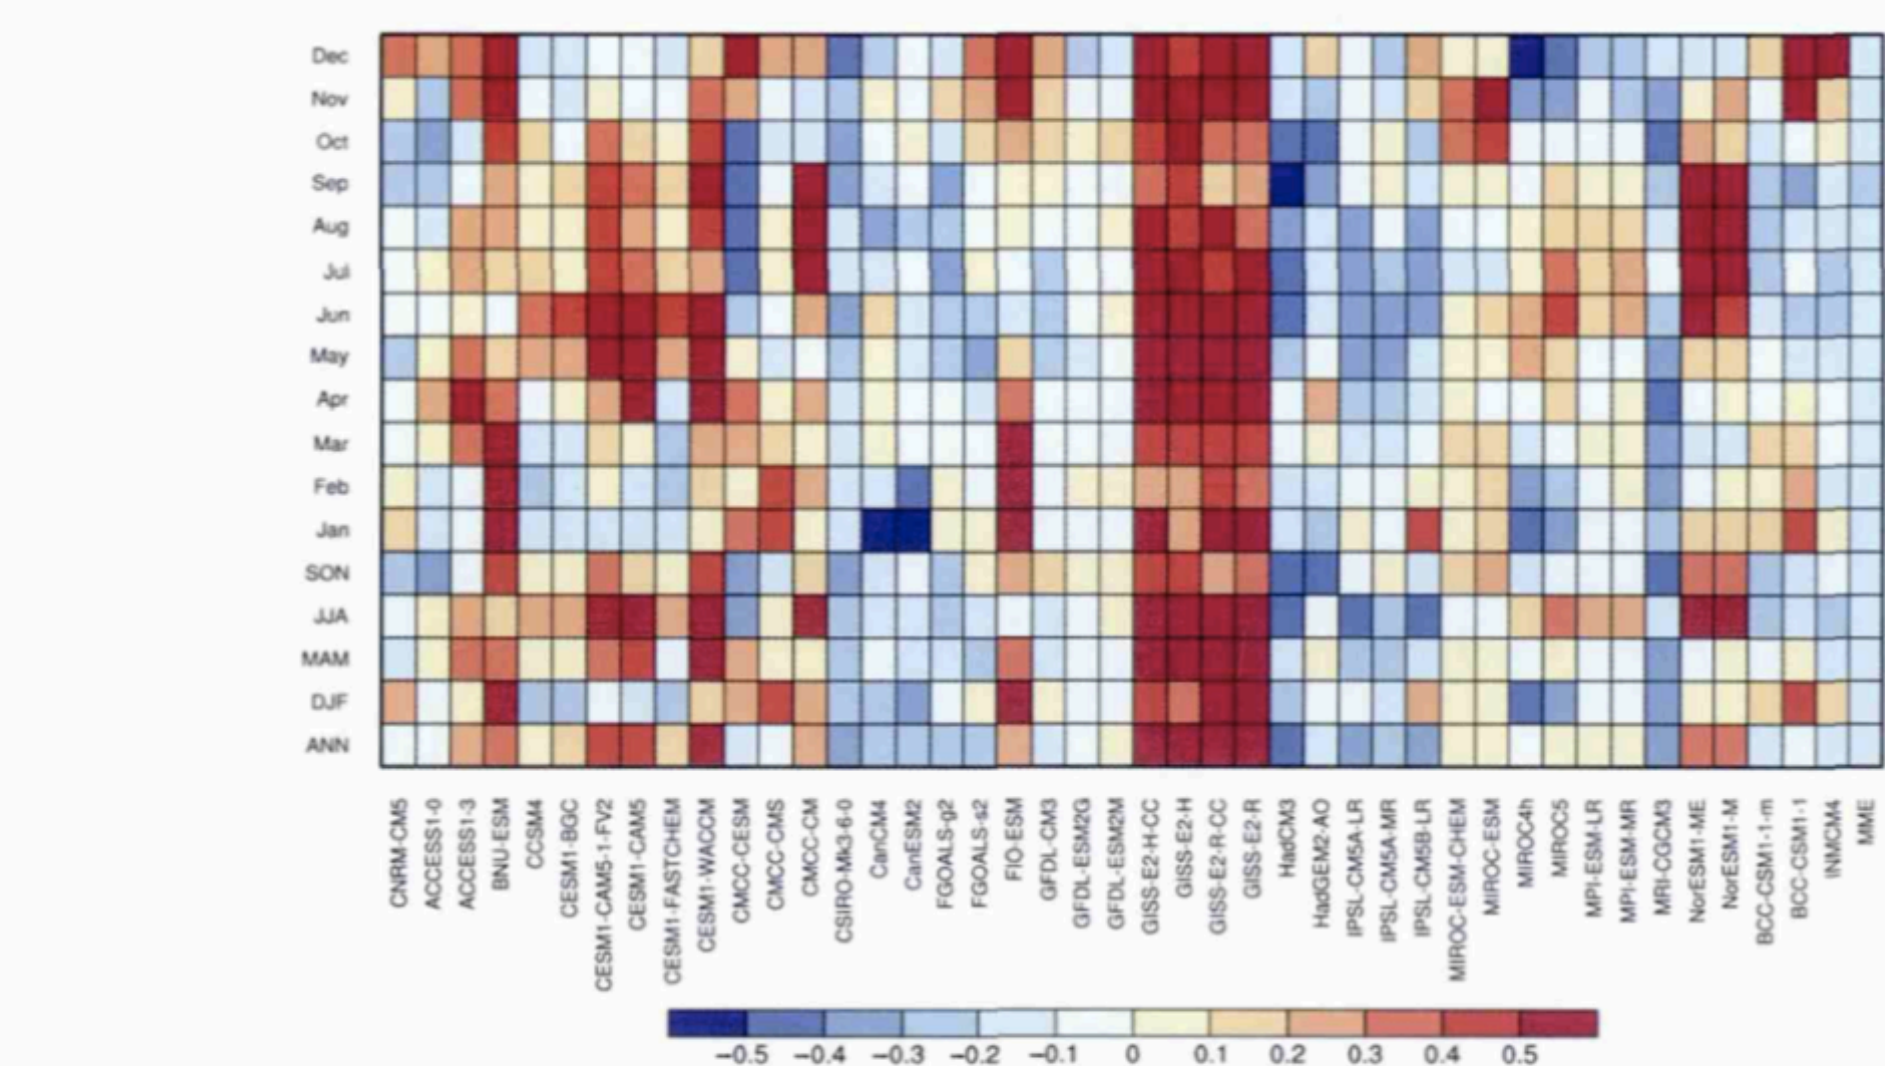 Dec
Nov
Oct
Sep
Aug
Jul
Jun
May
Apr
Mar
Feb
Jan
SON
JJA
MAM
DJF
ANN
CNRM-CM5
ACCESS1-0
ACCESS1-3
BNU-ESM
CCSM4
CESM1-BGC
CESM1-CAM5-1-FV2
CESM1-CAM5
CESM1-FASTCHEM
CESM1-WACCM
CMCC-CESM
CMCC-CMS
CMCC-CM
CSIRO-Mk3-6-0
CanCM4
CanESM2
FGOALS-g2
FGOALS-s2
FIO-ESM
GFDL-CM3
GFDL-ESM2G
GFDL-ESM2M
GISS-E2-H-CC
GISS-E2-H
GISS-E2-R-CC
GISS-E2-R
HadCM3
HadGEM2-AO
IPSL-CM5A-LR
IPSL-CM5A-MR
IPSL-CM5B-LR
MIROC-ESM-CHEM
MIROC-ESM
MIROC4h
MIROC5
MPI-ESM-LR
MPI-ESM-MR
MRI-CGCM3
NorESM1-ME
NorESM1-M
BCC-CSM1-1-m
BCC-CSM1-1
INMCM4
MME
−0.5 −0.4 −0.3 −0.2 −0.1 0 0.1 0.2 0.3 0.4 0.5